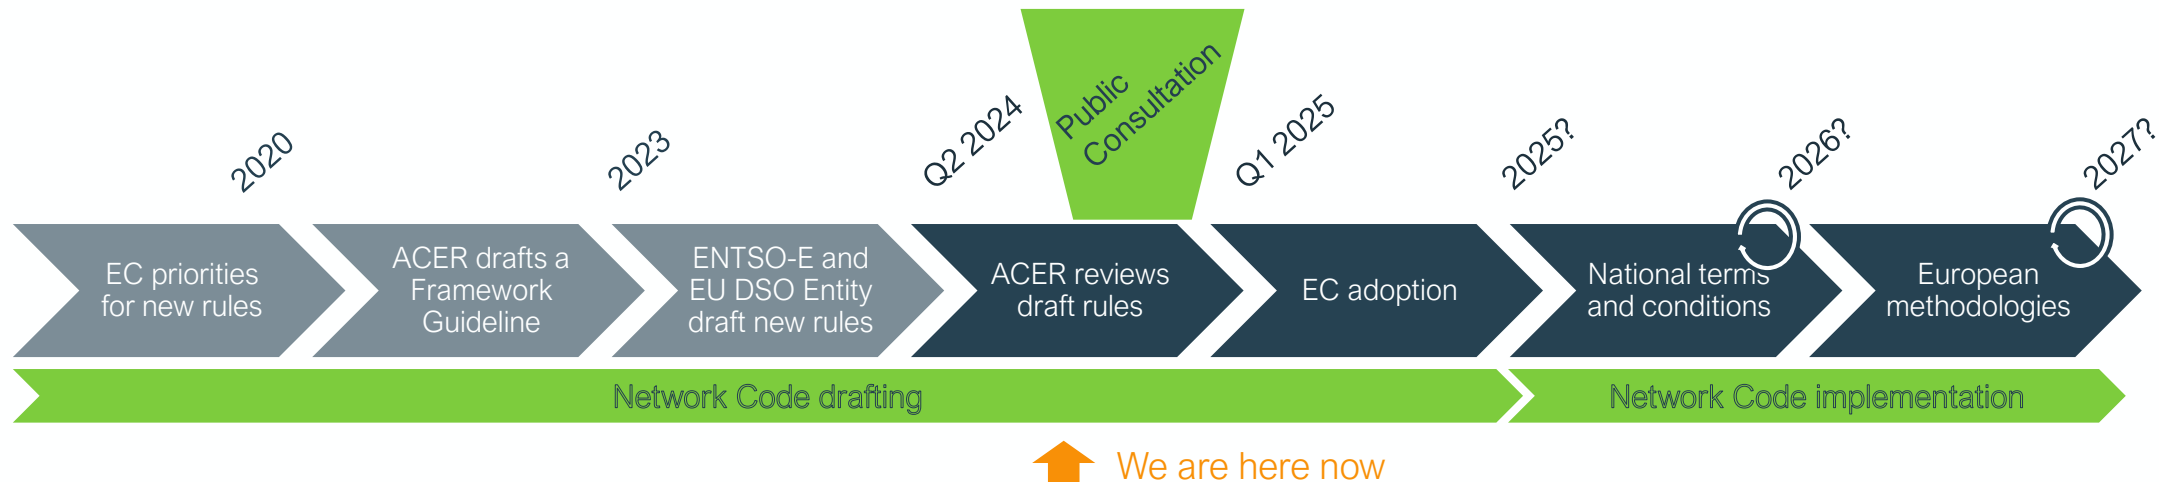 2020
2023
Q2 2024
Public
Consultation
Q1 2025
2025?
2026?
2027?
EC priorities
for new rules
ACER drafts a
Framework
Guideline
ENTSO-E and
EU DSO Entity
draft new rules
ACER reviews
draft rules
EC adoption
National terms
and conditions
European
methodologies
Network Code drafting
Network Code implementation
We are here now